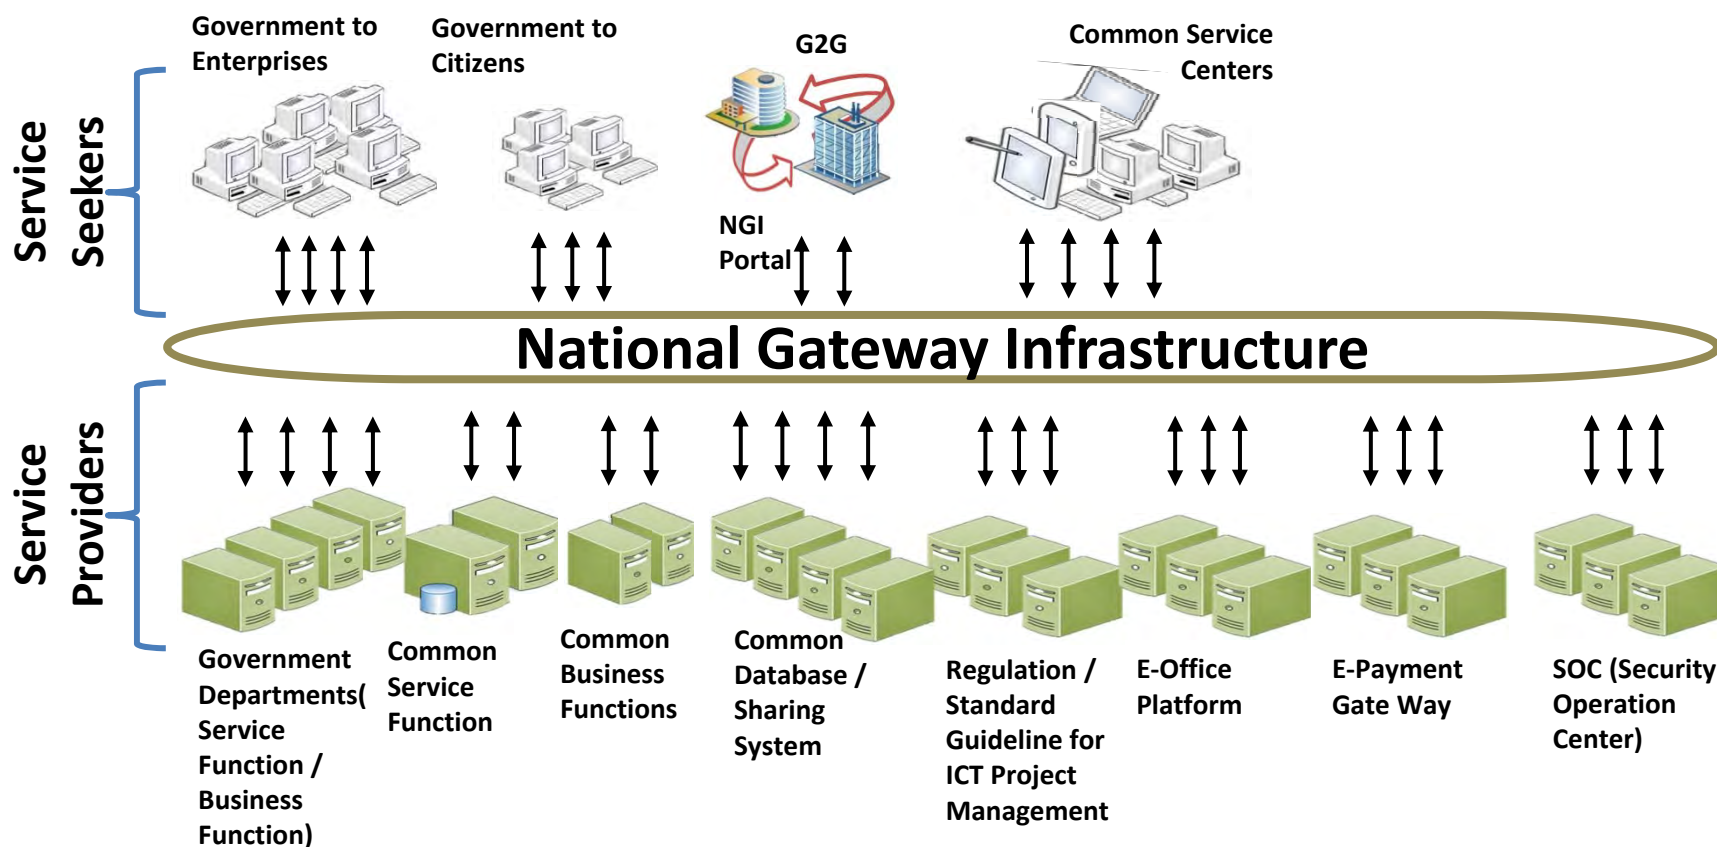 Service
Seekers
Government to
Enterprises
Government to
Citizens
G2G
Common Service
Centers
NGI
Portal
National Gateway Infrastructure
Service
Providers
Government
Departments(
Service
Function /
Business
Function)
Common
Service
Function
Common
Business
Functions
Common
Database /
Sharing
System
Regulation /
Standard
Guideline for
ICT Project
Management
E-Office
Platform
E-Payment
Gate Way
SOC (Security
Operation
Center)